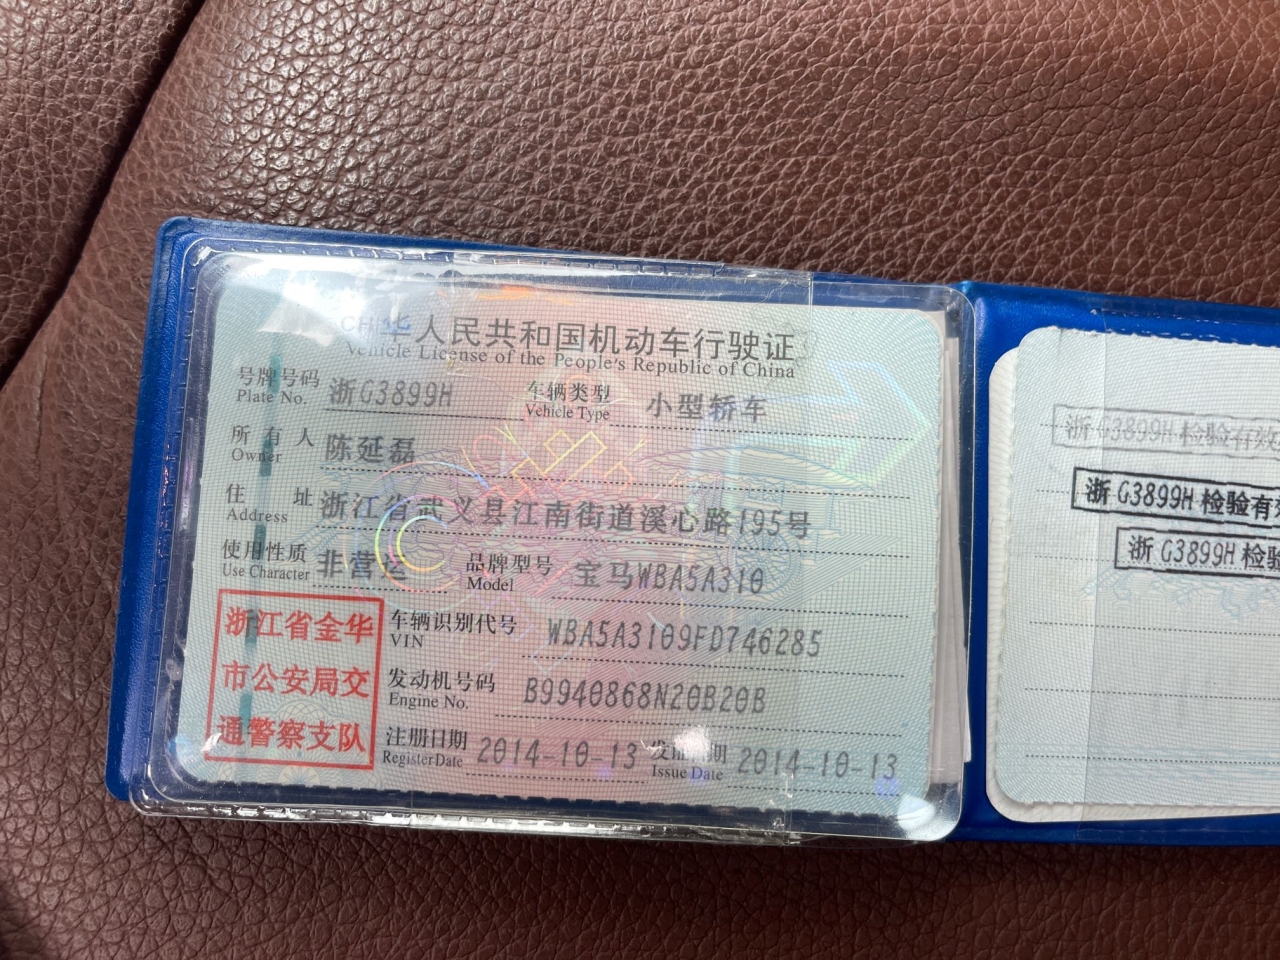 中华人民共和国机动车行驶证
Vehicle License of the People's Republic of China
号牌号码 浙G3899H 车辆类型 小型轿车
Plate No. Vehicle Type
所有人 陈延磊
Owner
住址 浙江省武义县江南街道溪心路195号
Address
使用性质 非营运 品牌型号 宝马WBA5A310
Use Character Model
浙江省金华
市公安局交
通警察支队
车辆识别代号 WBA5A3109FD746285
VIN
发动机号码 B9940868N20B20B
Engine No.
注册日期 2014-10-13 发证日期 2014-10-13
Register Date Issue Date
浙G3899H 检验有效
浙G3899H 检验有
浙G3899H 检验